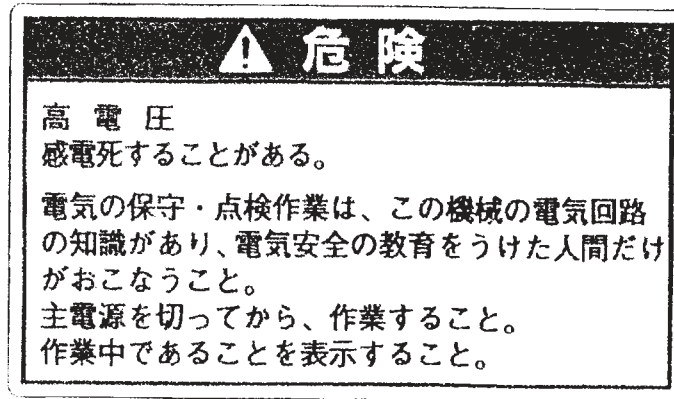 危険
高電圧
感電死することがある。
電気の保守・点検作業は、この機械の電気回路
の知識があり、電気安全の教育をうけた人間だけ
がおこなうこと。
主電源を切ってから、作業すること。
作業中であることを表示すること。